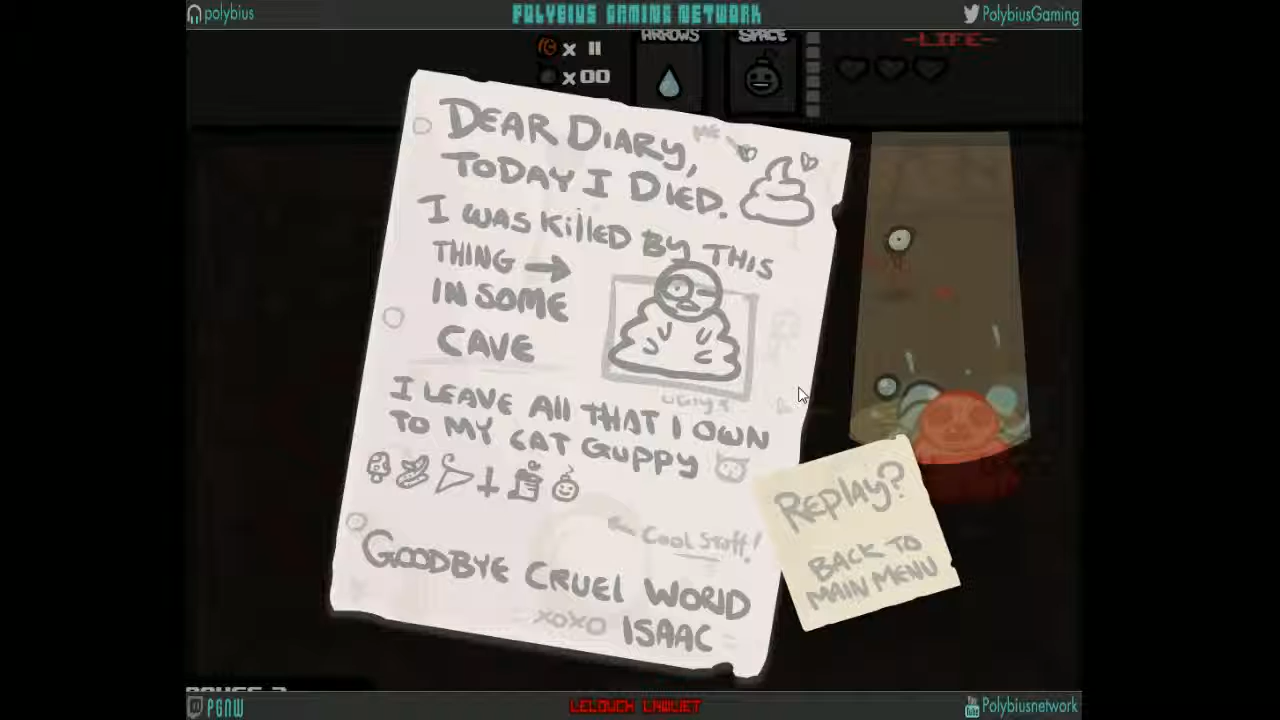 polybius
POLYBIUS GAMING NETWORK
PolybiusGaming
x 11
ARROWS
SPACE
-LIFE-
x00
DEAR DIARY,
ME
TODAY I DIED.
I WAS KillED BY THIS
THING →
IN SOME
CAVE
I LEAVE All THAT I OWN
TO MY CAT GUPPY
Cool Stuff!
GOODBYE CRUEl WORlD
XOXO ISAAC
REPLAY?
BACK TO
MAIN MENU
PGNW
LELOUCH LAWLIET
Polybiusnetwork